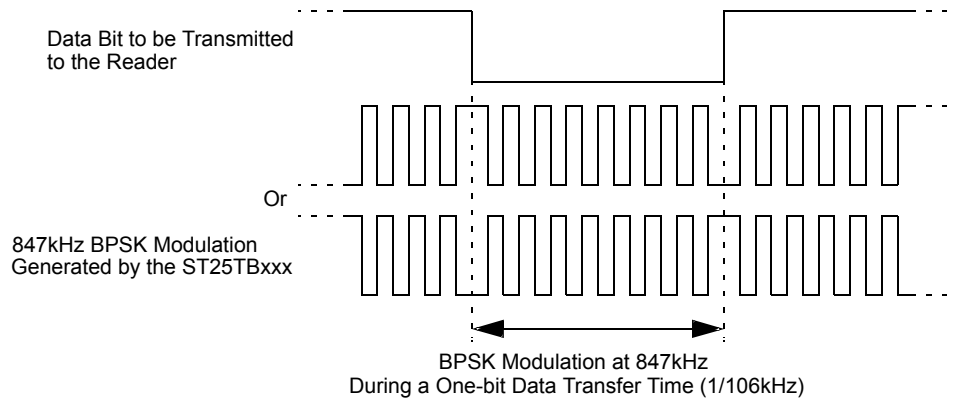 Data Bit to be Transmitted
to the Reader
Or
847kHz BPSK Modulation
Generated by the ST25TBxxx
BPSK Modulation at 847kHz
During a One-bit Data Transfer Time (1/106kHz)